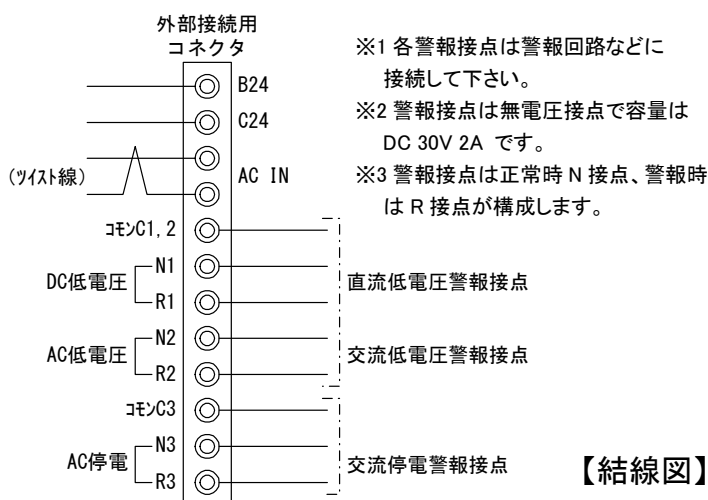 外部接続用
コネクタ
※1 各警報接点は警報回路などに
接続して下さい。
※2 警報接点は無電圧接点で容量は
DC 30V 2A です。
※3 警報接点は正常時 N 接点、警報時
は R 接点が構成します。
B24
C24
(ﾂｲｽﾄ線)
AC IN
ｺﾓﾝC1, 2
DC低電圧
N1
R1
直流低電圧警報接点
AC低電圧
N2
R2
交流低電圧警報接点
ｺﾓﾝC3
AC停電
N3
R3
交流停電警報接点
【結線図】